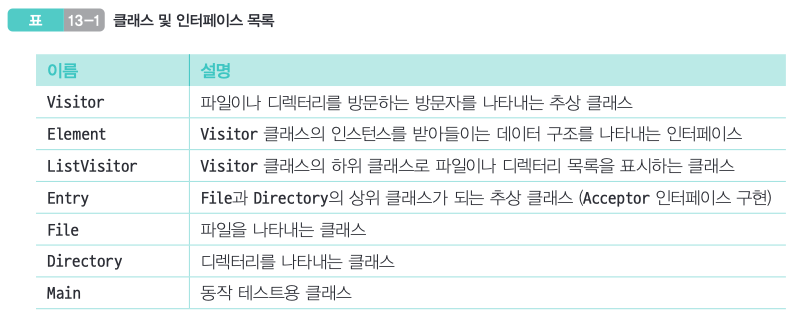 표 13-1 클래스 및 인터페이스 목록
이름 설명
Visitor 파일이나 디렉터리를 방문하는 방문자를 나타내는 추상 클래스
Element Visitor 클래스의 인스턴스를 받아들이는 데이터 구조를 나타내는 인터페이스
ListVisitor Visitor 클래스의 하위 클래스로 파일이나 디렉터리 목록을 표시하는 클래스
Entry File과 Directory의 상위 클래스가 되는 추상 클래스 (Acceptor 인터페이스 구현)
File 파일을 나타내는 클래스
Directory 디렉터리를 나타내는 클래스
Main 동작 테스트용 클래스